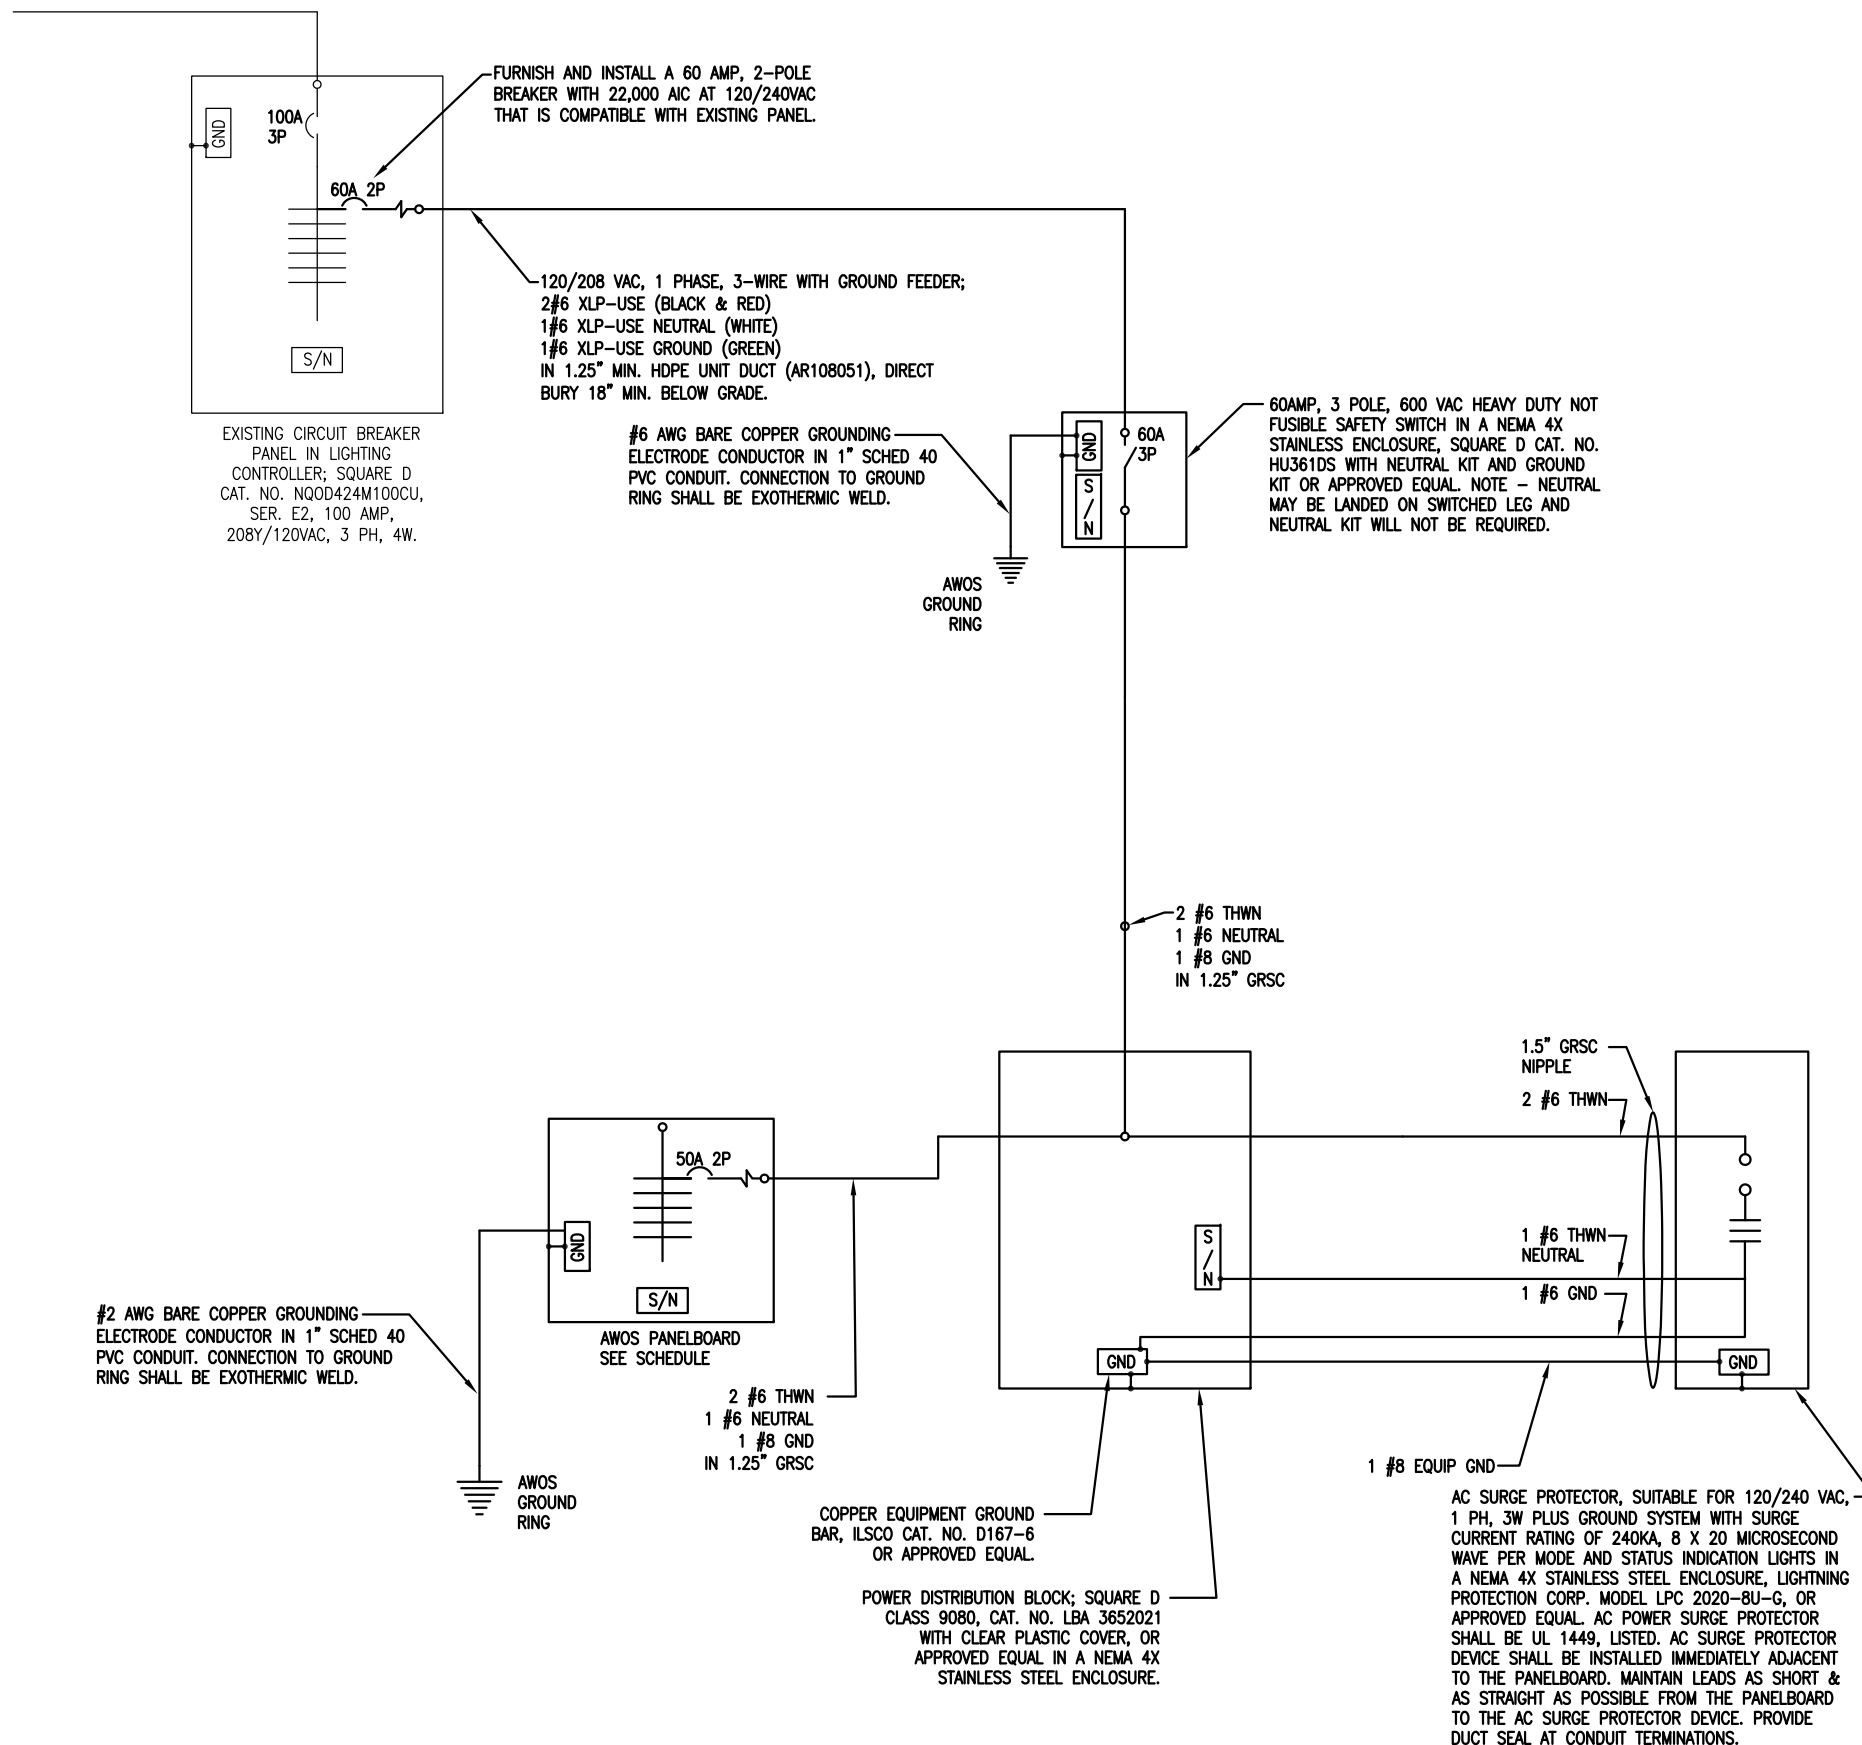 FURNISH AND INSTALL A 60 AMP, 2-POLE
BREAKER WITH 22,000 AIC AT 120/240VAC
THAT IS COMPATIBLE WITH EXISTING PANEL.
GND
100A
3P
60A 2P
S/N
EXISTING CIRCUIT BREAKER
PANEL IN LIGHTING
CONTROLLER; SQUARE D
CAT. NO. NQOD424M100CU,
SER. E2, 100 AMP,
208Y/120VAC, 3 PH, 4W.
120/208 VAC, 1 PHASE, 3-WIRE WITH GROUND FEEDER;
2#6 XLP-USE (BLACK & RED)
1#6 XLP-USE NEUTRAL (WHITE)
1#6 XLP-USE GROUND (GREEN)
IN 1.25" MIN. HDPE UNIT DUCT (AR108051), DIRECT
BURY 18" MIN. BELOW GRADE.
#6 AWG BARE COPPER GROUNDING
ELECTRODE CONDUCTOR IN 1" SCHED 40
PVC CONDUIT. CONNECTION TO GROUND
RING SHALL BE EXOTHERMIC WELD.
GND
S
/
N
60A
3P
60AMP, 3 POLE, 600 VAC HEAVY DUTY NOT
FUSIBLE SAFETY SWITCH IN A NEMA 4X
STAINLESS ENCLOSURE, SQUARE D CAT. NO.
HU361DS WITH NEUTRAL KIT AND GROUND
KIT OR APPROVED EQUAL. NOTE - NEUTRAL
MAY BE LANDED ON SWITCHED LEG AND
NEUTRAL KIT WILL NOT BE REQUIRED.
AWOS
GROUND
RING
2 #6 THWN
1 #6 NEUTRAL
1 #8 GND
IN 1.25" GRSC
1.5" GRSC
NIPPLE
2 #6 THWN
50A 2P
GND
S/N
AWOS PANELBOARD
SEE SCHEDULE
S
/
N
1 #6 THWN
NEUTRAL
1 #6 GND
GND
GND
#2 AWG BARE COPPER GROUNDING
ELECTRODE CONDUCTOR IN 1" SCHED 40
PVC CONDUIT. CONNECTION TO GROUND
RING SHALL BE EXOTHERMIC WELD.
2 #6 THWN
1 #6 NEUTRAL
1 #8 GND
IN 1.25" GRSC
AWOS
GROUND
RING
1 #8 EQUIP GND
COPPER EQUIPMENT GROUND
BAR, ILSCO CAT. NO. D167-6
OR APPROVED EQUAL.
POWER DISTRIBUTION BLOCK; SQUARE D
CLASS 9080, CAT. NO. LBA 3652021
WITH CLEAR PLASTIC COVER, OR
APPROVED EQUAL IN A NEMA 4X
STAINLESS STEEL ENCLOSURE.
AC SURGE PROTECTOR, SUITABLE FOR 120/240 VAC,
1 PH, 3W PLUS GROUND SYSTEM WITH SURGE
CURRENT RATING OF 240KA, 8 X 20 MICROSECOND
WAVE PER MODE AND STATUS INDICATION LIGHTS IN
A NEMA 4X STAINLESS STEEL ENCLOSURE, LIGHTNING
PROTECTION CORP. MODEL LPC 2020-8U-G, OR
APPROVED EQUAL. AC POWER SURGE PROTECTOR
SHALL BE UL 1449, LISTED. AC SURGE PROTECTOR
DEVICE SHALL BE INSTALLED IMMEDIATELY ADJACENT
TO THE PANELBOARD. MAINTAIN LEADS AS SHORT &
AS STRAIGHT AS POSSIBLE FROM THE PANELBOARD
TO THE AC SURGE PROTECTOR DEVICE. PROVIDE
DUCT SEAL AT CONDUIT TERMINATIONS.